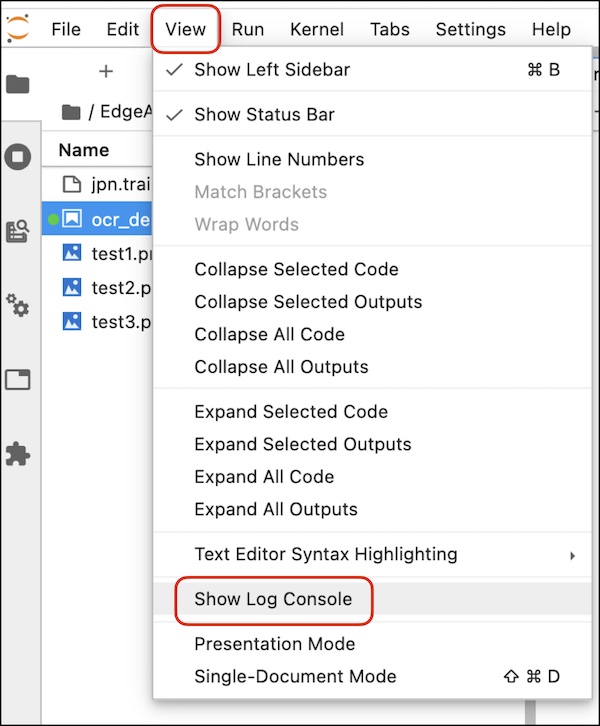 File Edit View Run Kernel Tabs Settings Help
+
/ EdgeA
Name
jpn.trai
ocr_de
test1.p
test2.p
test3.p
✓ Show Left Sidebar ⌘ B
✓ Show Status Bar
Show Line Numbers
Match Brackets
Wrap Words
Collapse Selected Code
Collapse Selected Outputs
Collapse All Code
Collapse All Outputs
Expand Selected Code
Expand Selected Outputs
Expand All Code
Expand All Outputs
Text Editor Syntax Highlighting
Show Log Console
Presentation Mode
Single-Document Mode ⇧ ⌘ D